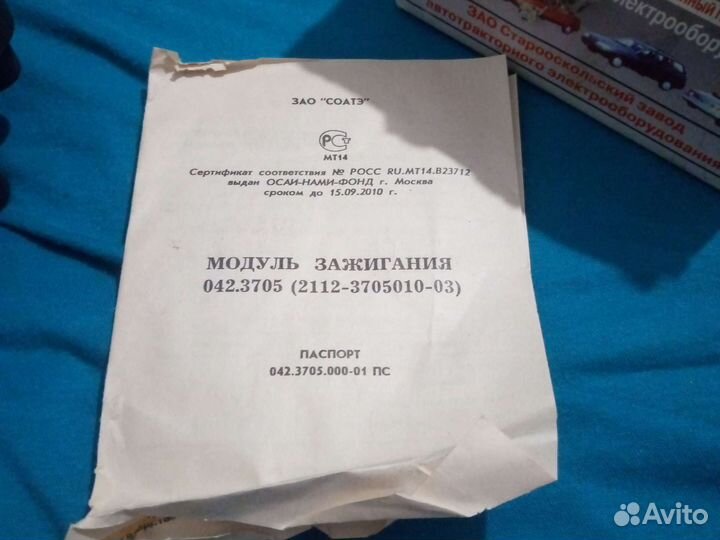 ЗАО "СОАТЭ"
РСТ
МТ14
Сертификат соответствия № РОСС RU.МТ14.В23712
выдан ОСАИ-НАМИ-ФОНД г. Москва
сроком до 15.09.2010 г.
МОДУЛЬ ЗАЖИГАНИЯ
042.3705 (2112-3705010-03)
ПАСПОРТ
042.3705.000-01 ПС
ЗАО Старооскольский завод
автотракторного электрооборудования
Avito